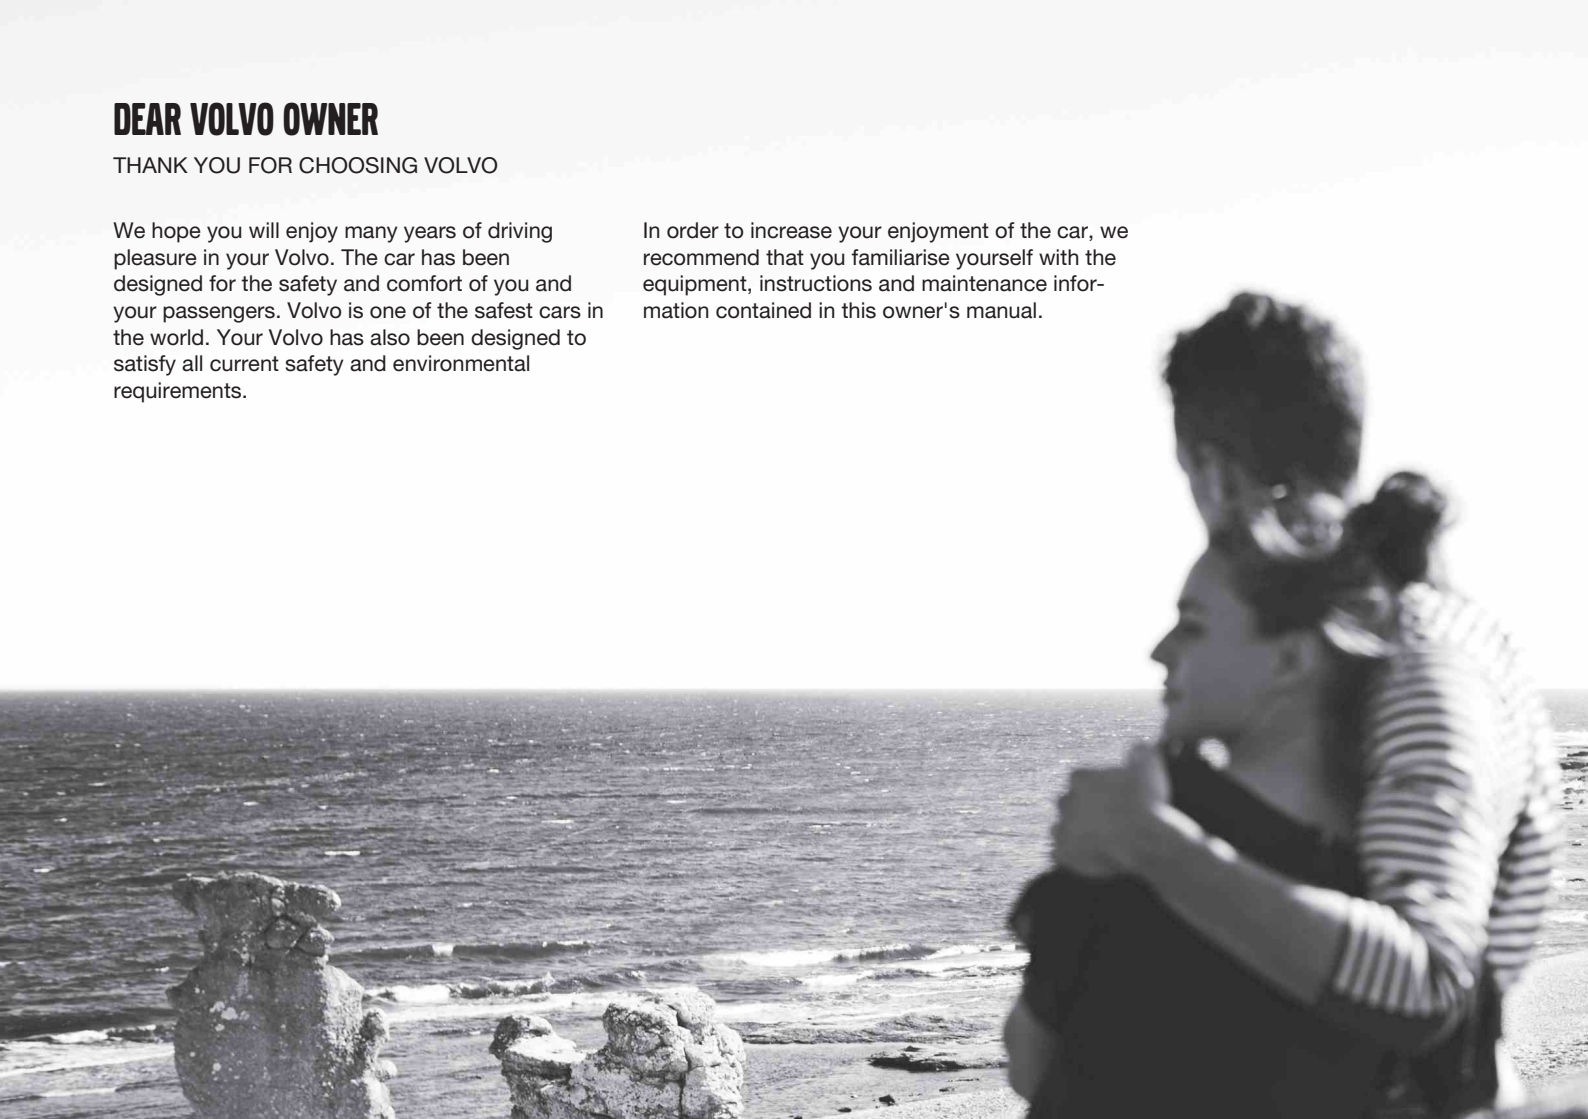 DEAR VOLVO OWNER
THANK YOU FOR CHOOSING VOLVO
We hope you will enjoy many years of driving
pleasure in your Volvo. The car has been
designed for the safety and comfort of you and
your passengers. Volvo is one of the safest cars in
the world. Your Volvo has also been designed to
satisfy all current safety and environmental
requirements.
In order to increase your enjoyment of the car, we
recommend that you familiarise yourself with the
equipment, instructions and maintenance infor-
mation contained in this owner's manual.